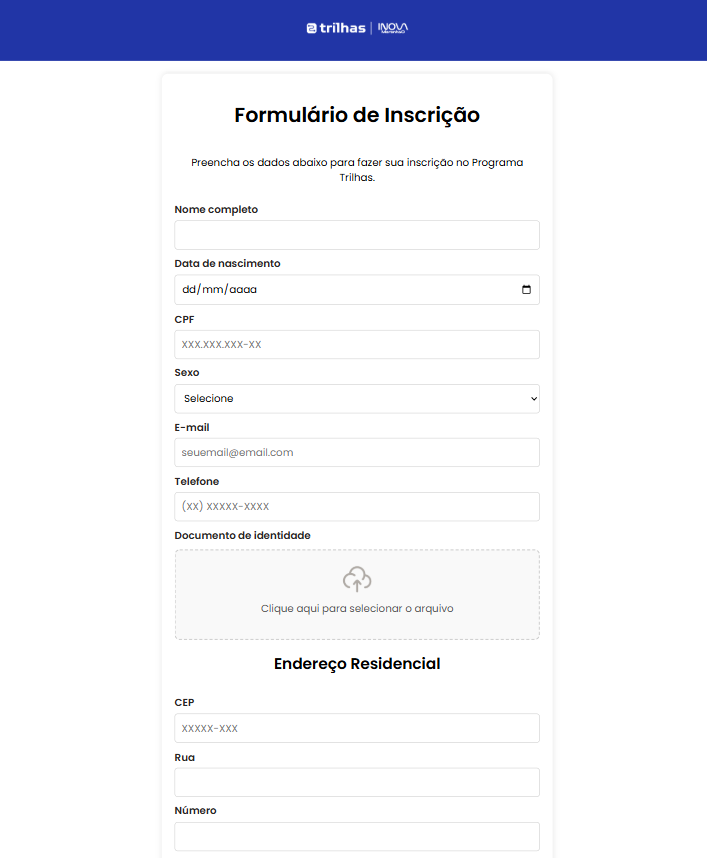 trilhas | INOVA
MARANHÃO
Formulário de Inscrição
Preencha os dados abaixo para fazer sua inscrição no Programa
Trilhas.
Nome completo
Data de nascimento
dd/mm/aaaa
CPF
XXX.XXX.XXX-XX
Sexo
Selecione
E-mail
seuemail@email.com
Telefone
(XX) XXXXX-XXXX
Documento de identidade
Clique aqui para selecionar o arquivo
Endereço Residencial
CEP
XXXXX-XXX
Rua
Número